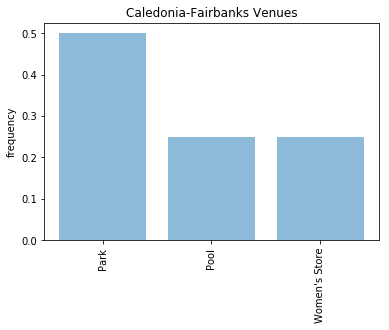 Caledonia-Fairbanks Venues
frequency
0.5
0.4
0.3
0.2
0.1
0.0
Park
Pool
Women's Store